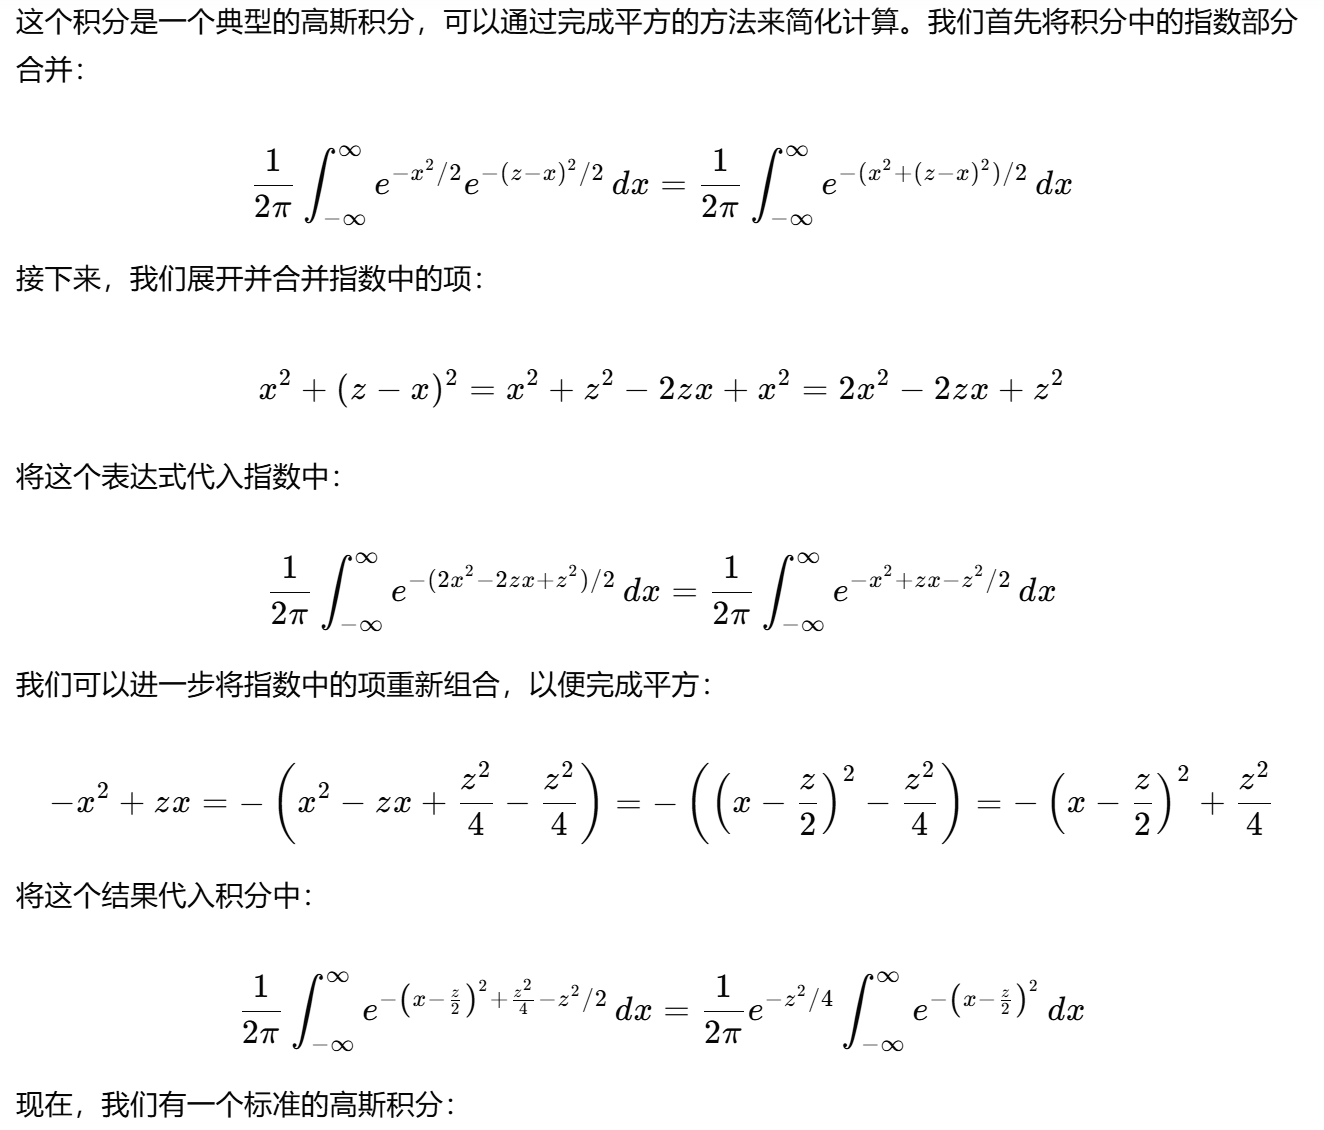 这个积分是一个典型的高斯积分，可以通过完成平方的方法来简化计算。我们首先将积分中的指数部分
合并：
\frac{1}{2\pi} \int_{-\infty}^{\infty} e^{-x^2/2} e^{-(z-x)^2/2} \, dx = \frac{1}{2\pi} \int_{-\infty}^{\infty} e^{-(x^2+(z-x)^2)/2} \, dx
接下来，我们展开并合并指数中的项：
x^2 + (z - x)^2 = x^2 + z^2 - 2zx + x^2 = 2x^2 - 2zx + z^2
将这个表达式代入指数中：
\frac{1}{2\pi} \int_{-\infty}^{\infty} e^{-(2x^2-2zx+z^2)/2} \, dx = \frac{1}{2\pi} \int_{-\infty}^{\infty} e^{-x^2+zx-z^2/2} \, dx
我们可以进一步将指数中的项重新组合，以便完成平方：
-x^2 + zx = -\left(x^2 - zx + \frac{z^2}{4} - \frac{z^2}{4}\right) = -\left(\left(x - \frac{z}{2}\right)^2 - \frac{z^2}{4}\right) = -\left(x - \frac{z}{2}\right)^2 + \frac{z^2}{4}
将这个结果代入积分中：
\frac{1}{2\pi} \int_{-\infty}^{\infty} e^{-\left(x-\frac{z}{2}\right)^2+\frac{z^2}{4}-z^2/2} \, dx = \frac{1}{2\pi} e^{-z^2/4} \int_{-\infty}^{\infty} e^{-\left(x-\frac{z}{2}\right)^2} \, dx
现在，我们有一个标准的高斯积分：